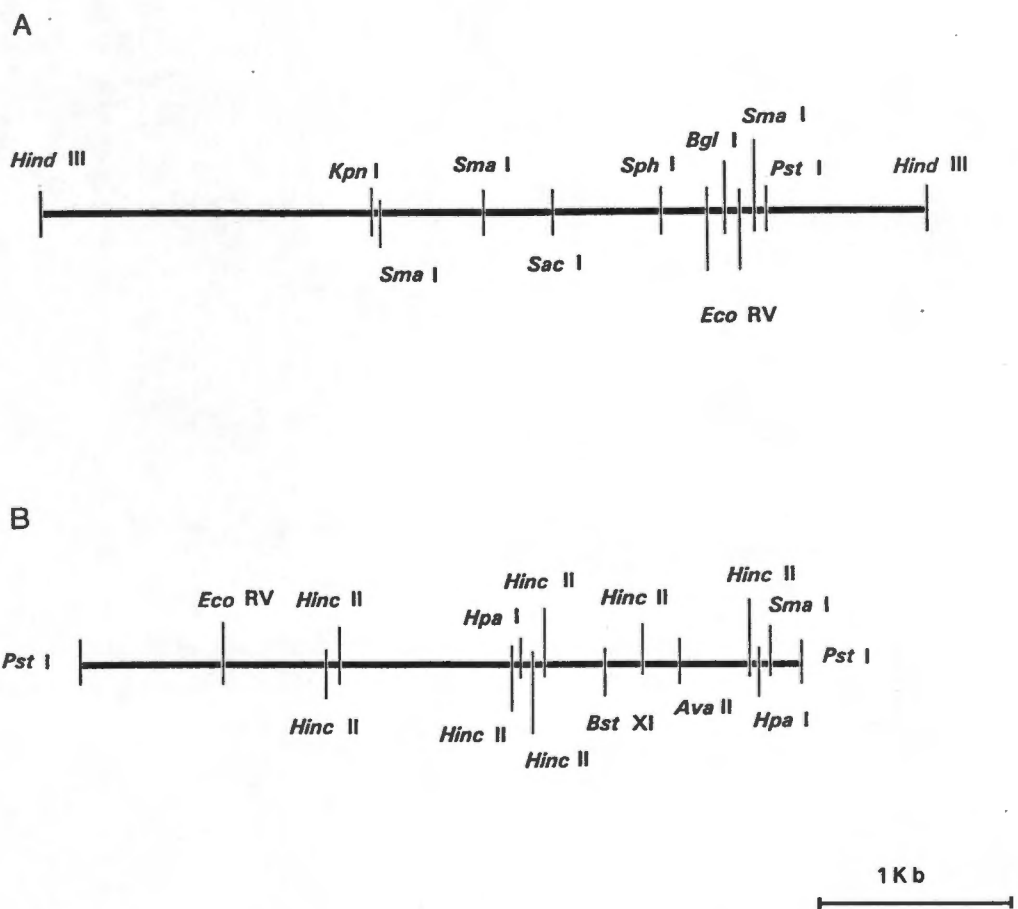 A
Sma I
Bgl I
Hind III
Kpn I
Sma I
Sph I
Pst I
Hind III
Sma I
Sac I
Eco RV
B
Hinc II
Hinc II
Eco RV
Hinc II
Hinc II
Sma I
Hpa I
Pst I
Pst I
Hinc II
Hinc II
Bst XI
Ava II
Hpa I
Hinc II
1 Kb